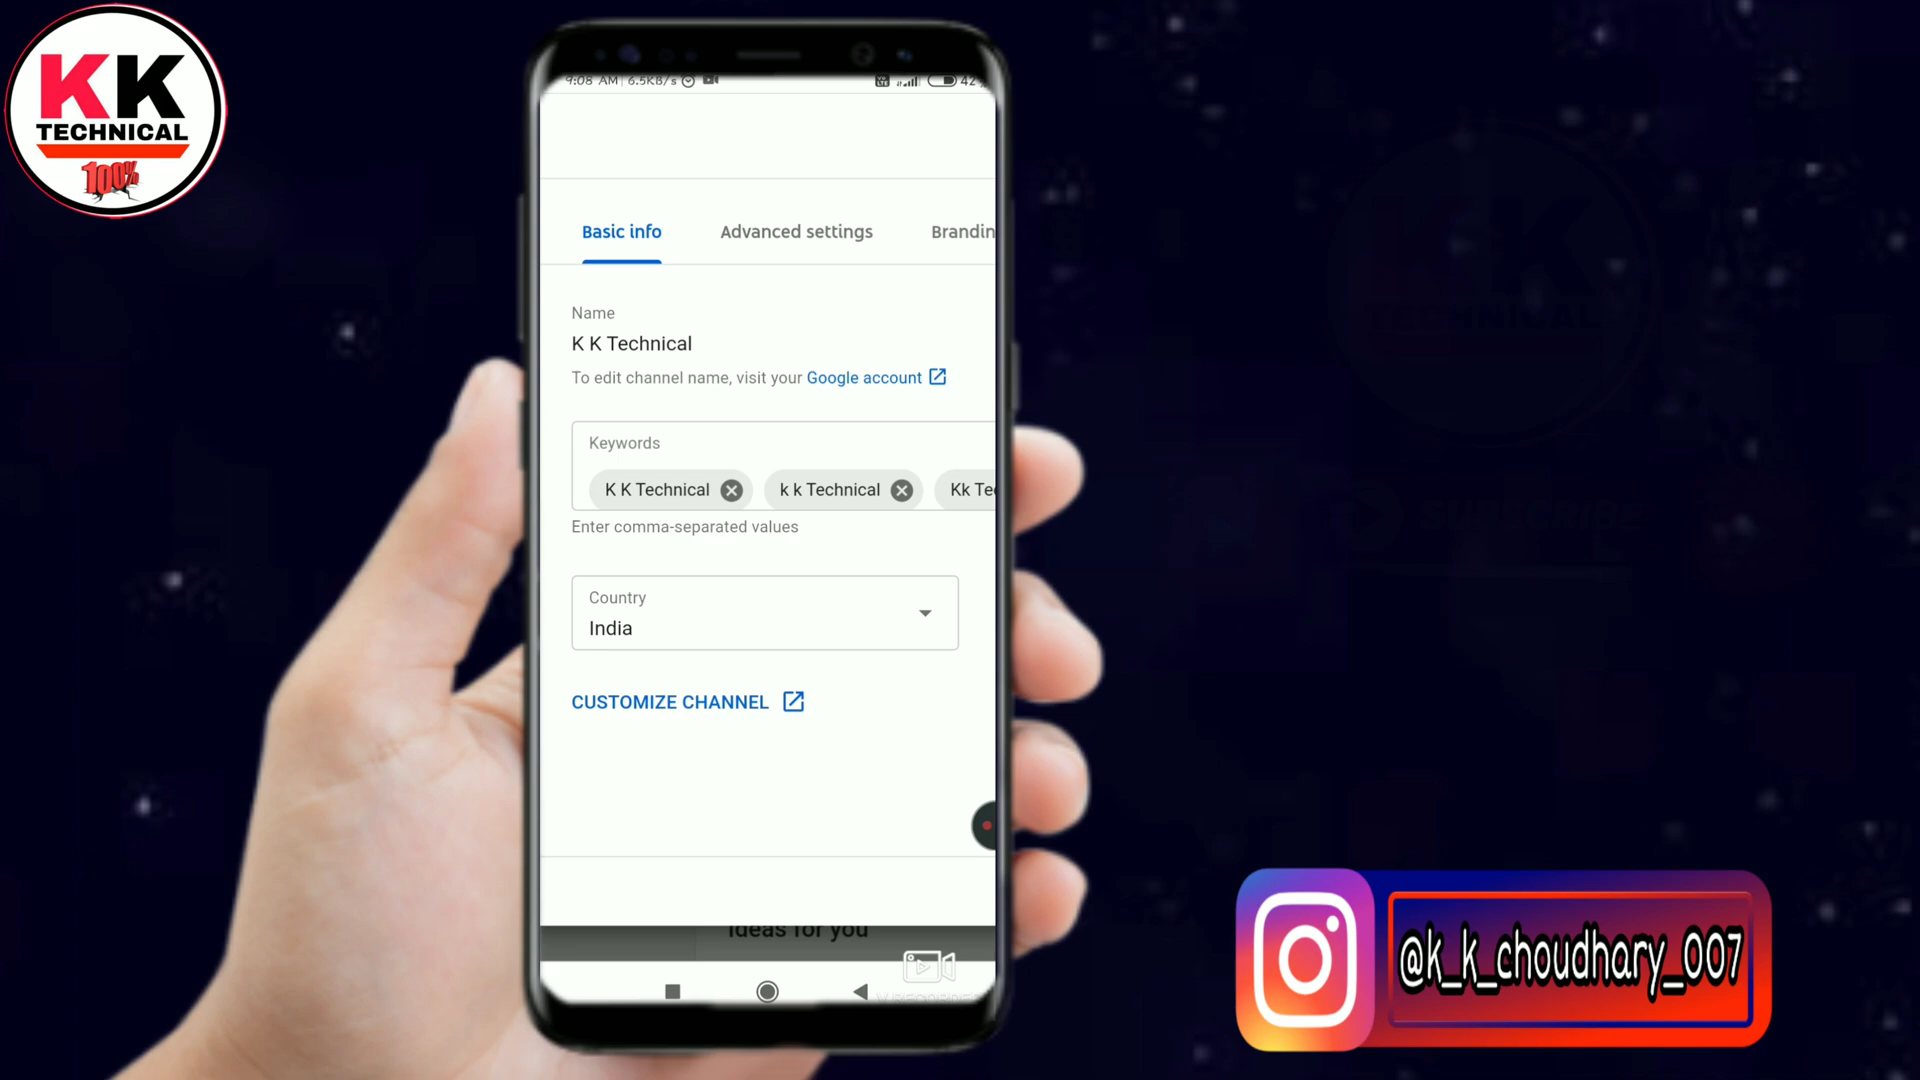 KK
TECHNICAL
100%
9:08 AM 6.5KB/s
42
Basic info
Advanced settings
Brandin
Name
K K Technical
To edit channel name, visit your Google account
Keywords
K K Technical
k k Technical
Kk Te
Enter comma-separated values
Country
India
CUSTOMIZE CHANNEL
Ideas for you
@k_k_choudhary_007
TECHNICAL
SUBSCRIBE